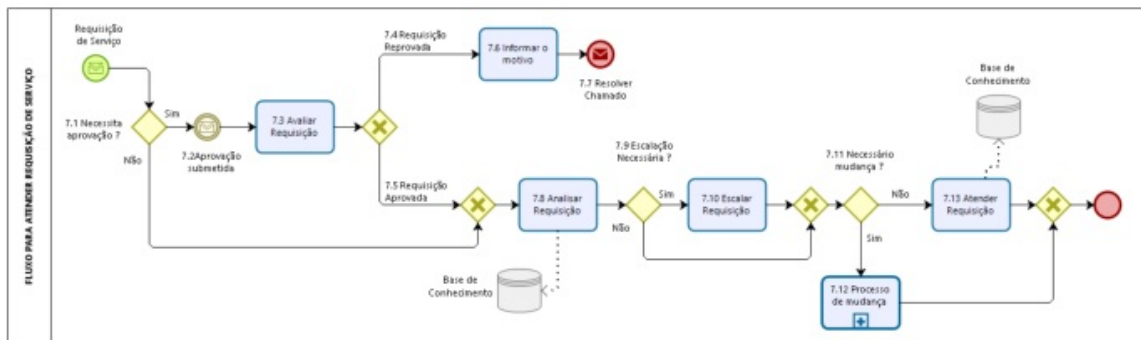 FLUXO PARA ATENDER REQUISIÇÃO DE SERVIÇO
Requisição
de Serviço
7.1 Necessita
aprovação ?
Sim
Não
7.2Aprovação
submetida
7.3 Avaliar
Requisição
7.4 Requisição
Reprovada
7.6 Informar o
motivo
7.7 Resolver
Chamado
7.5 Requisição
Aprovada
7.8 Analisar
Requisição
Base de
Conhecimento
7.9 Escalação
Necessária ?
Sim
Não
7.10 Escalar
Requisição
7.11 Necessário
mudança ?
Não
Sim
7.12 Processo
de mudança
7.13 Atender
Requisição
Base de
Conhecimento